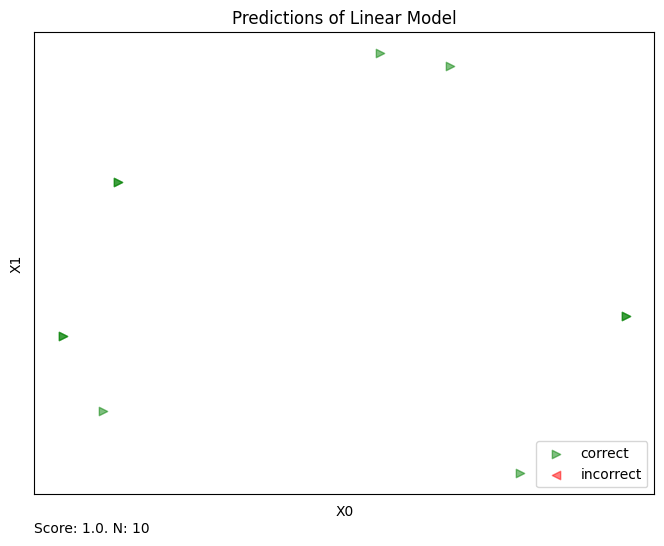 Predictions of Linear Model
X1
correct
incorrect
X0
Score: 1.0. N: 10